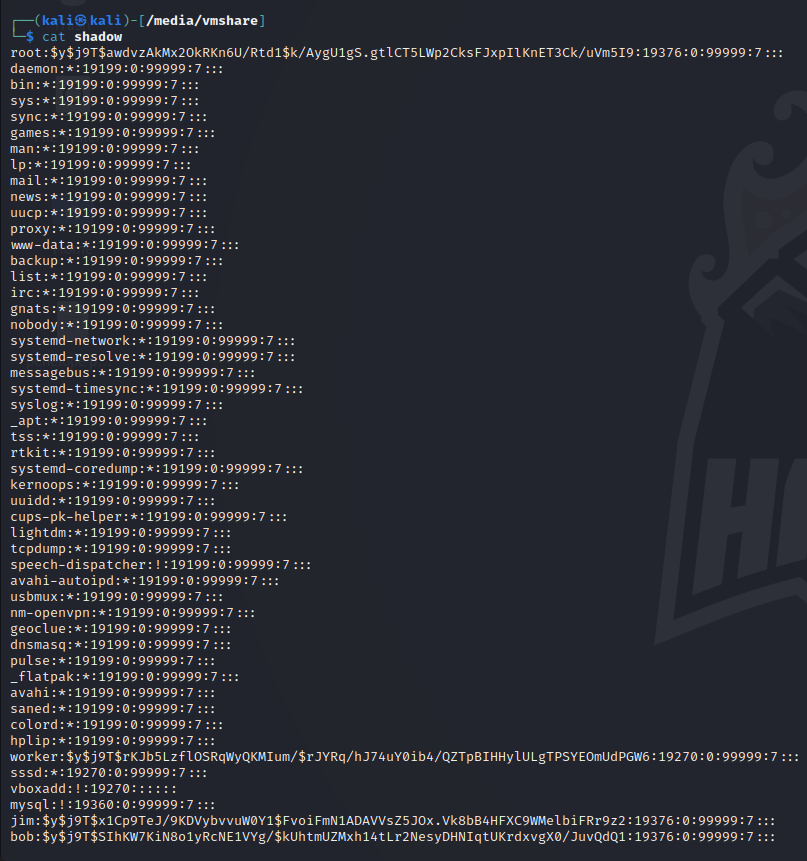 ┌──(kali㉿kali)-[/media/vmshare]
└─$ cat shadow
root:$y$j9T$awdvzAkMx2OkRKn6U/Rtd1$k/AygU1gS.gtlCT5LWp2CksFJxpIlKnET3Ck/uVm5I9:19376:0:99999:7:::
daemon:*:19199:0:99999:7:::
bin:*:19199:0:99999:7:::
sys:*:19199:0:99999:7:::
sync:*:19199:0:99999:7:::
games:*:19199:0:99999:7:::
man:*:19199:0:99999:7:::
lp:*:19199:0:99999:7:::
mail:*:19199:0:99999:7:::
news:*:19199:0:99999:7:::
uucp:*:19199:0:99999:7:::
proxy:*:19199:0:99999:7:::
www-data:*:19199:0:99999:7:::
backup:*:19199:0:99999:7:::
list:*:19199:0:99999:7:::
irc:*:19199:0:99999:7:::
gnats:*:19199:0:99999:7:::
nobody:*:19199:0:99999:7:::
systemd-network:*:19199:0:99999:7:::
systemd-resolve:*:19199:0:99999:7:::
messagebus:*:19199:0:99999:7:::
systemd-timesync:*:19199:0:99999:7:::
syslog:*:19199:0:99999:7:::
_apt:*:19199:0:99999:7:::
tss:*:19199:0:99999:7:::
rtkit:*:19199:0:99999:7:::
systemd-coredump:*:19199:0:99999:7:::
kernoops:*:19199:0:99999:7:::
uuidd:*:19199:0:99999:7:::
cups-pk-helper:*:19199:0:99999:7:::
lightdm:*:19199:0:99999:7:::
tcpdump:*:19199:0:99999:7:::
speech-dispatcher:!:19199:0:99999:7:::
avahi-autoipd:*:19199:0:99999:7:::
usbmux:*:19199:0:99999:7:::
nm-openvpn:*:19199:0:99999:7:::
geoclue:*:19199:0:99999:7:::
dnsmasq:*:19199:0:99999:7:::
pulse:*:19199:0:99999:7:::
_flatpak:*:19199:0:99999:7:::
avahi:*:19199:0:99999:7:::
saned:*:19199:0:99999:7:::
colord:*:19199:0:99999:7:::
hplip:*:19199:0:99999:7:::
worker:$y$j9T$rKJb5LzflOSRqWyQKMIum/$rJYRq/hJ74uY0ib4/QZTpBIHHylULgTPSYEOmUdPGW6:19270:0:99999:7:::
sssd:*:19270:0:99999:7:::
vboxadd:!:19270::::::
mysql:!:19360:0:99999:7:::
jim:$y$j9T$x1Cp9TeJ/9KDVybvvuW0Y1$FvoiFmN1ADAVVsZ5JOx.Vk8bB4HFXC9WMelbiFRr9z2:19376:0:99999:7:::
bob:$y$j9T$SIhKW7KiN8o1yRcNE1VYg/$kUhtmUZMxh14tLr2NesyDHNIqtUKrdxvgX0/JuvQdQ1:19376:0:99999:7:::